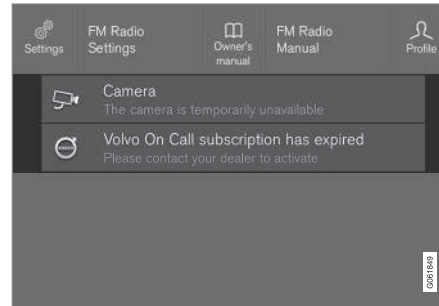 FM Radio
Settings
Settings
Owner's
manual
FM Radio
Manual
Profile
Camera
The camera is temporarily unavailable
Volvo On Call subscription has expired
Please contact your dealer to activate
G061849